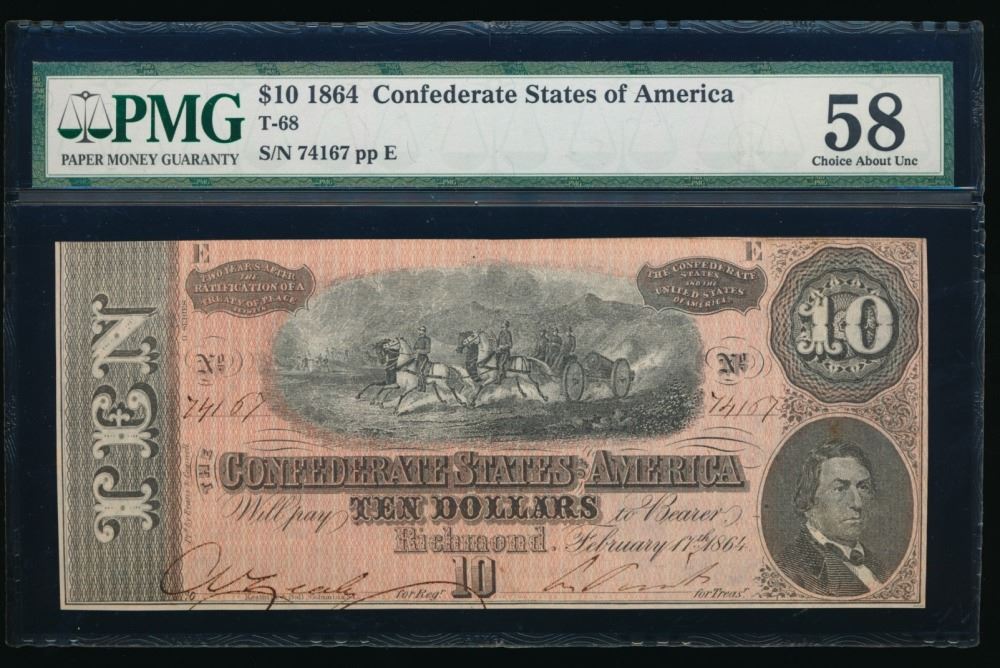 PMG
PAPER MONEY GUARANTY
$10 1864 Confederate States of America
T-68
S/N 74167 pp E
58
Choice About Unc
E
E
TWO YEARS AFTER
THE
RATIFICATION OF A
TREATY OF PEACE
BETWEEN
THE CONFEDERATE
STATES
AND THE
UNITED STATES
OF AMERICA
10
TEN
Nº
74167
Nº
74167
THE
CONFEDERATE STATES OF AMERICA
Will pay TEN DOLLARS to Bearer
Richmond, February 17th 1864
10
for Regr.
for Treasr.